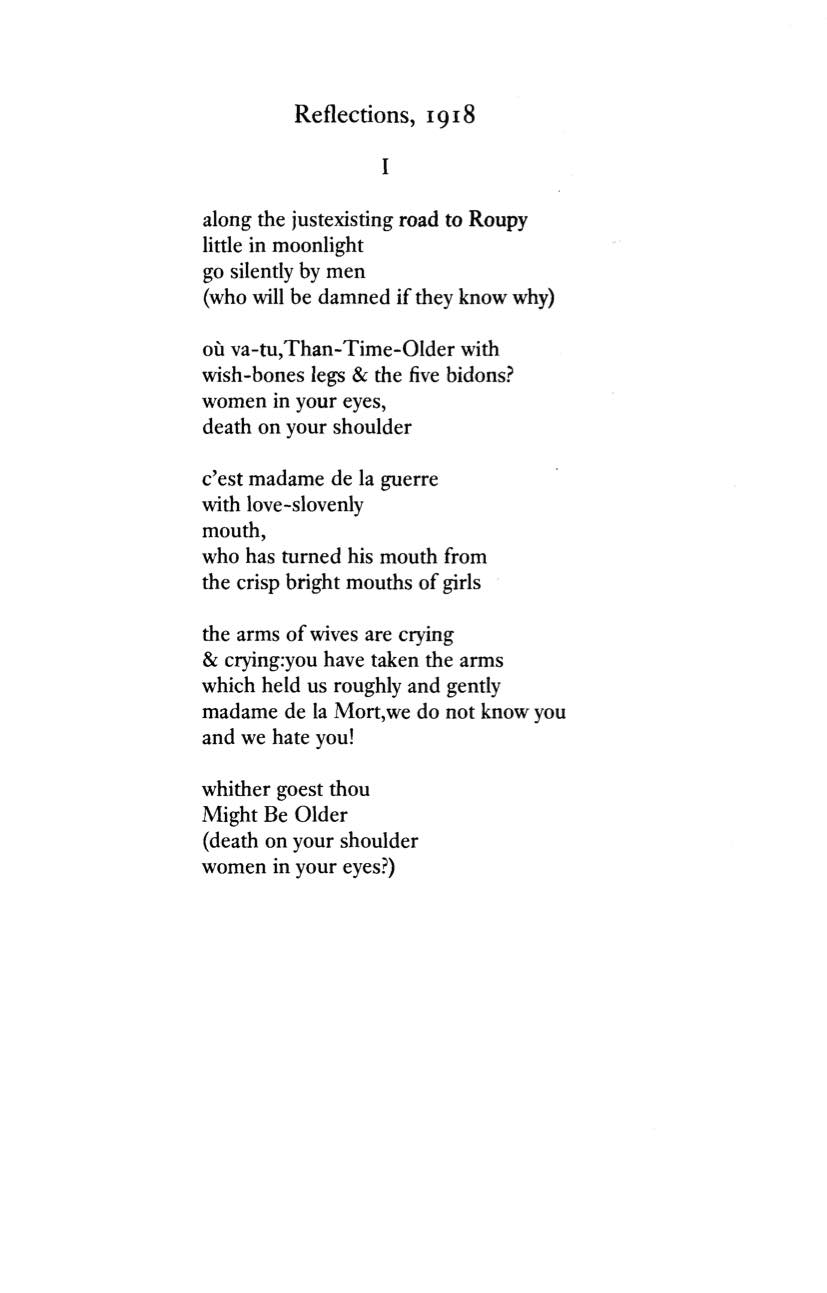 Reflections, 1918
I
along the justexisting road to Roupy
little in moonlight
go silently by men
(who will be damned if they know why)
où va-tu,Than-Time-Older with
wish-bones legs & the five bidons?
women in your eyes,
death on your shoulder
c'est madame de la guerre
with love-slovenly
mouth,
who has turned his mouth from
the crisp bright mouths of girls
the arms of wives are crying
& crying:you have taken the arms
which held us roughly and gently
madame de la Mort,we do not know you
and we hate you!
whither goest thou
Might Be Older
(death on your shoulder
women in your eyes?)